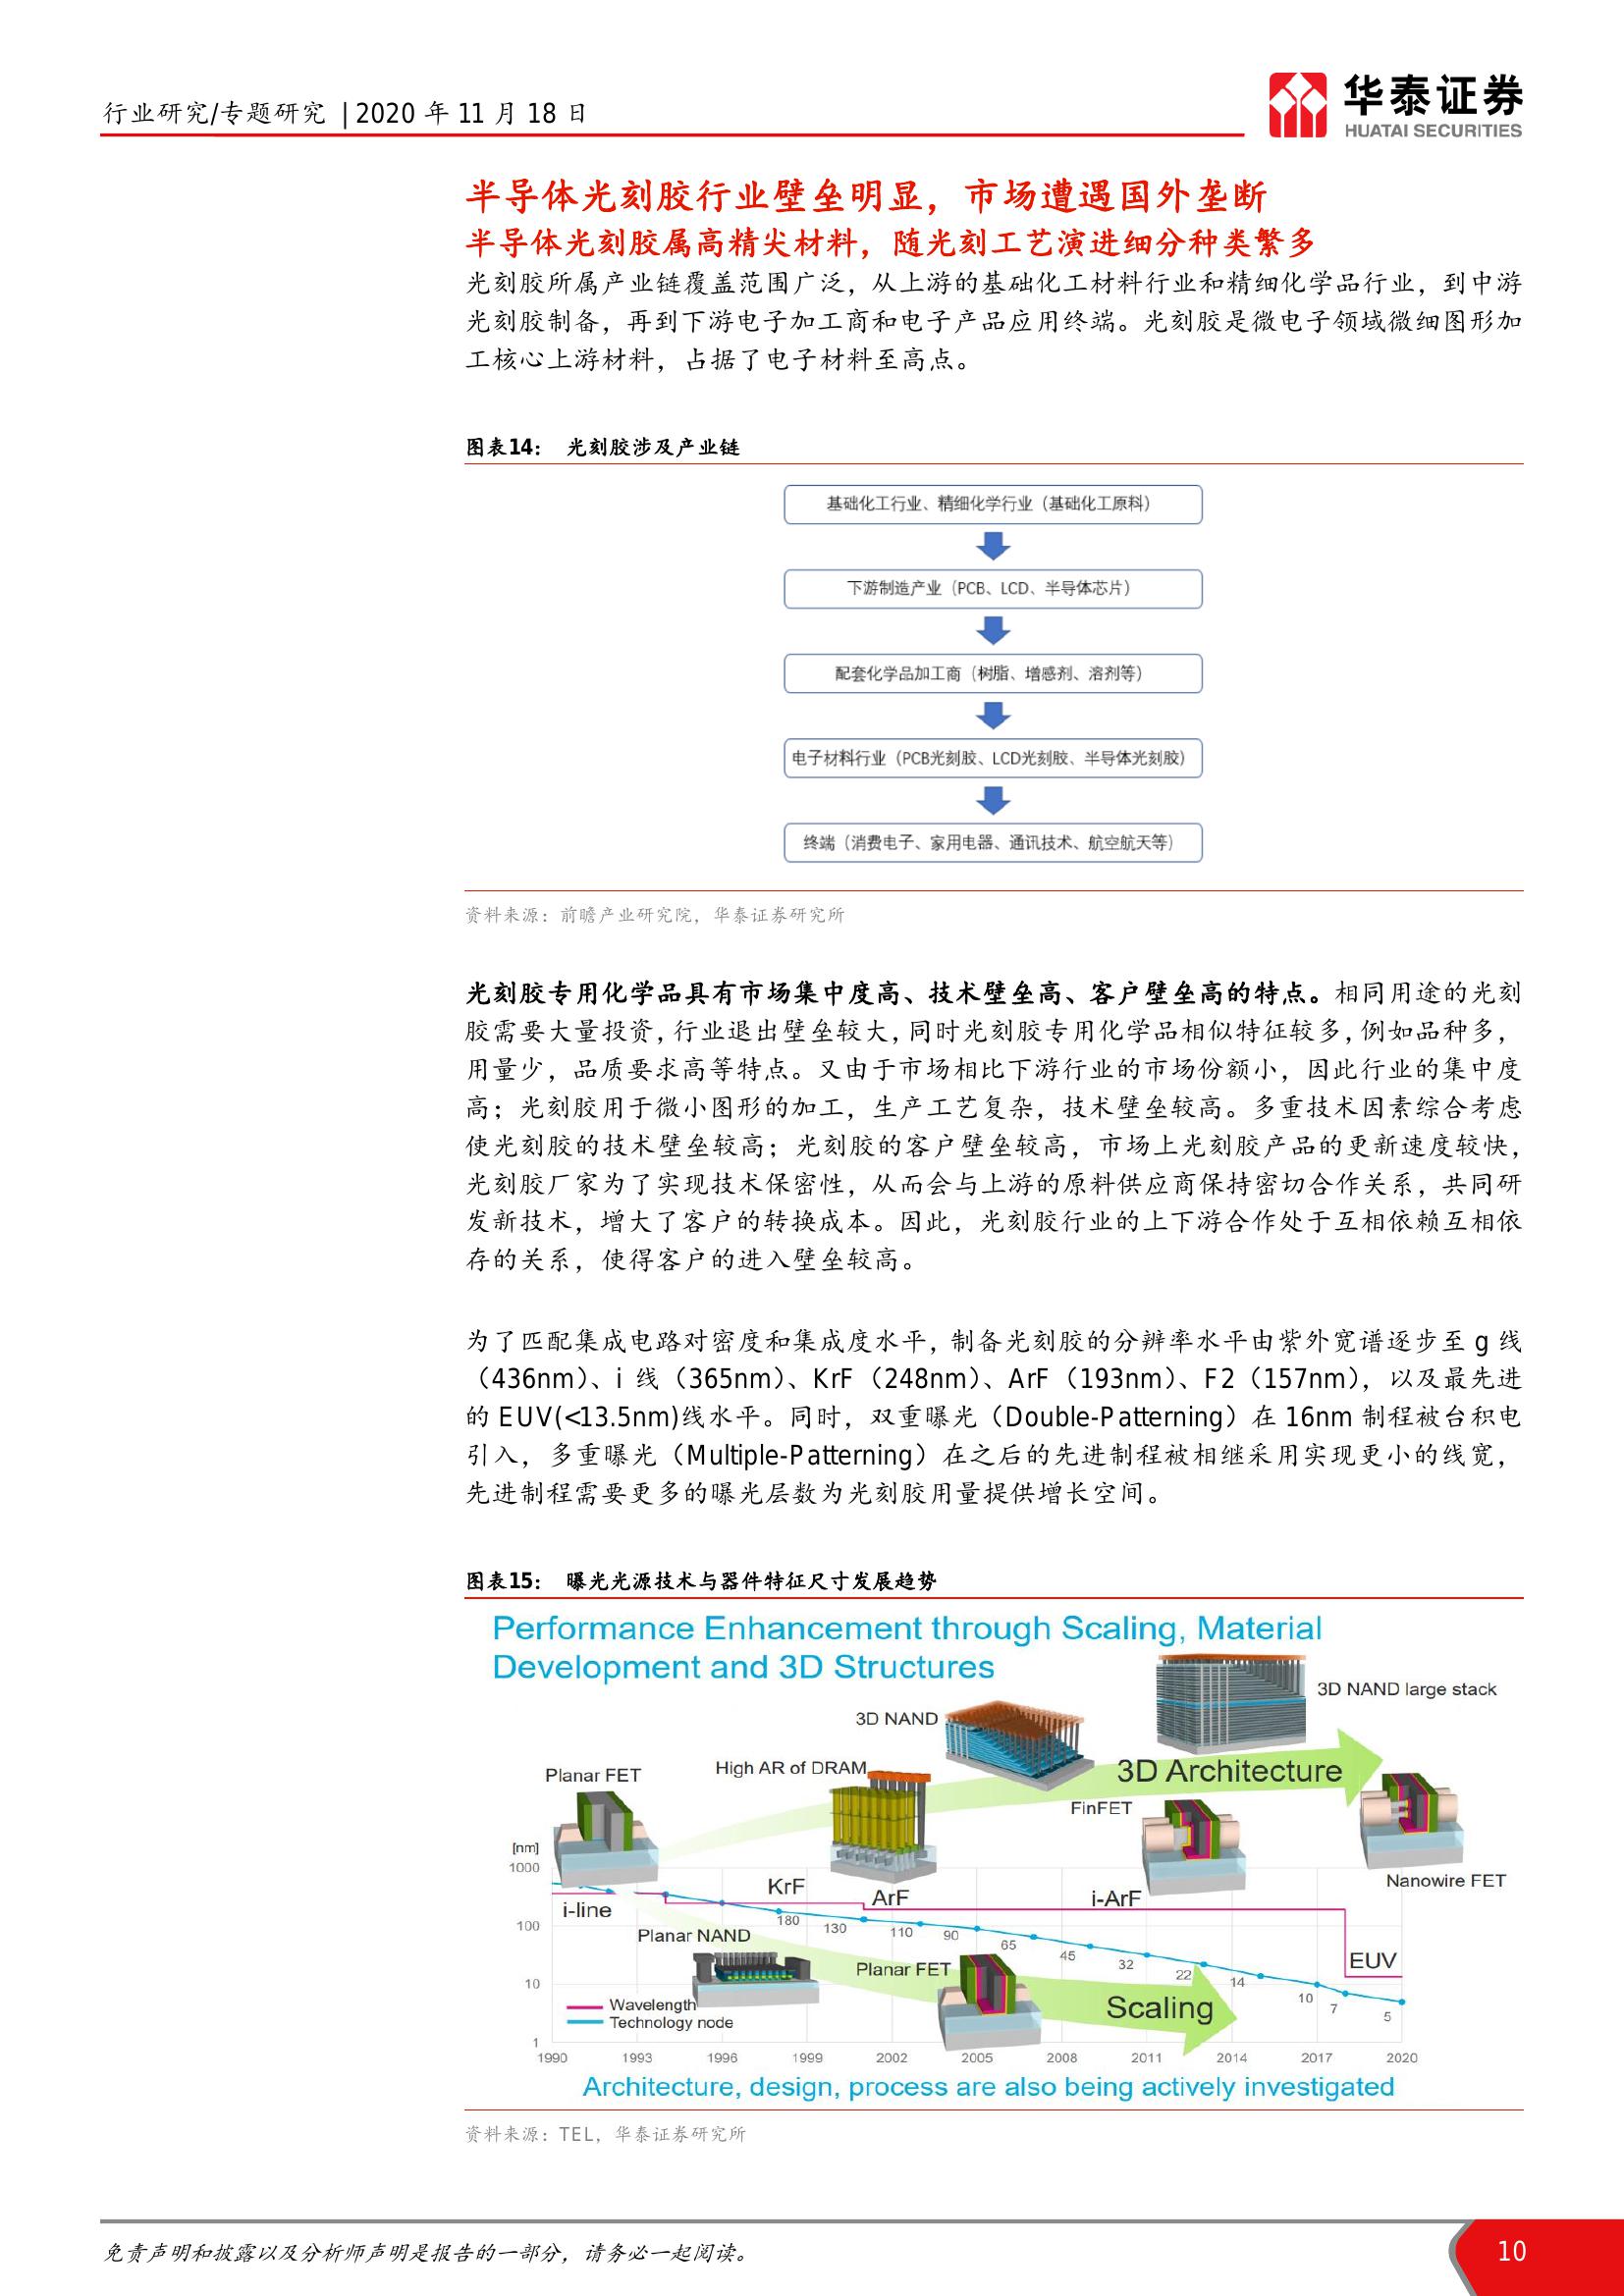 行业研究/专题研究 | 2020 年 11 月 18 日
华泰证券
HUATAI SECURITIES
半导体光刻胶行业壁垒明显，市场遭遇国外垄断
半导体光刻胶属高精尖材料，随光刻工艺演进细分种类繁多
光刻胶所属产业链覆盖范围广泛，从上游的基础化工材料行业和精细化学品行业，到中游
光刻胶制备，再到下游电子加工商和电子产品应用终端。光刻胶是微电子领域微细图形加
工核心上游材料，占据了电子材料至高点。
图表14： 光刻胶涉及产业链
基础化工行业、精细化学行业（基础化工原料）
下游制造产业（PCB、LCD、半导体芯片）
配套化学品加工商（树脂、增感剂、溶剂等）
电子材料行业（PCB光刻胶、LCD光刻胶、半导体光刻胶）
终端（消费电子、家用电器、通讯技术、航空航天等）
资料来源：前瞻产业研究院，华泰证券研究所
光刻胶专用化学品具有市场集中度高、技术壁垒高、客户壁垒高的特点。相同用途的光刻
胶需要大量投资，行业退出壁垒较大，同时光刻胶专用化学品相似特征较多，例如品种多，
用量少，品质要求高等特点。又由于市场相比下游行业的市场份额小，因此行业的集中度
高；光刻胶用于微小图形的加工，生产工艺复杂，技术壁垒较高。多重技术因素综合考虑
使光刻胶的技术壁垒较高；光刻胶的客户壁垒较高，市场上光刻胶产品的更新速度较快，
光刻胶厂家为了实现技术保密性，从而会与上游的原料供应商保持密切合作关系，共同研
发新技术，增大了客户的转换成本。因此，光刻胶行业的上下游合作处于互相依赖互相依
存的关系，使得客户的进入壁垒较高。
为了匹配集成电路对密度和集成度水平，制备光刻胶的分辨率水平由紫外宽谱逐步至 g 线
（436nm）、i 线（365nm）、KrF（248nm）、ArF（193nm）、F2（157nm），以及最先进
的 EUV(<13.5nm)线水平。同时，双重曝光（Double-Patterning）在 16nm 制程被台积电
引入，多重曝光（Multiple-Patterning）在之后的先进制程被相继采用实现更小的线宽，
先进制程需要更多的曝光层数为光刻胶用量提供增长空间。
图表15： 曝光光源技术与器件特征尺寸发展趋势
Performance Enhancement through Scaling, Material
Development and 3D Structures
3D NAND large stack
3D NAND
High AR of DRAM
3D Architecture
Planar FET
FinFET
[nm]
1000
Nanowire FET
KrF
ArF
i-ArF
i-line
100
180
130
110
90
65
45
32
22
14
10
7
5
Planar NAND
EUV
Planar FET
10
Scaling
Wavelength
Technology node
1
1990
1993
1996
1999
2002
2005
2008
2011
2014
2017
2020
Architecture, design, process are also being actively investigated
资料来源：TEL，华泰证券研究所
免责声明和披露以及分析师声明是报告的一部分，请务必一起阅读。
10